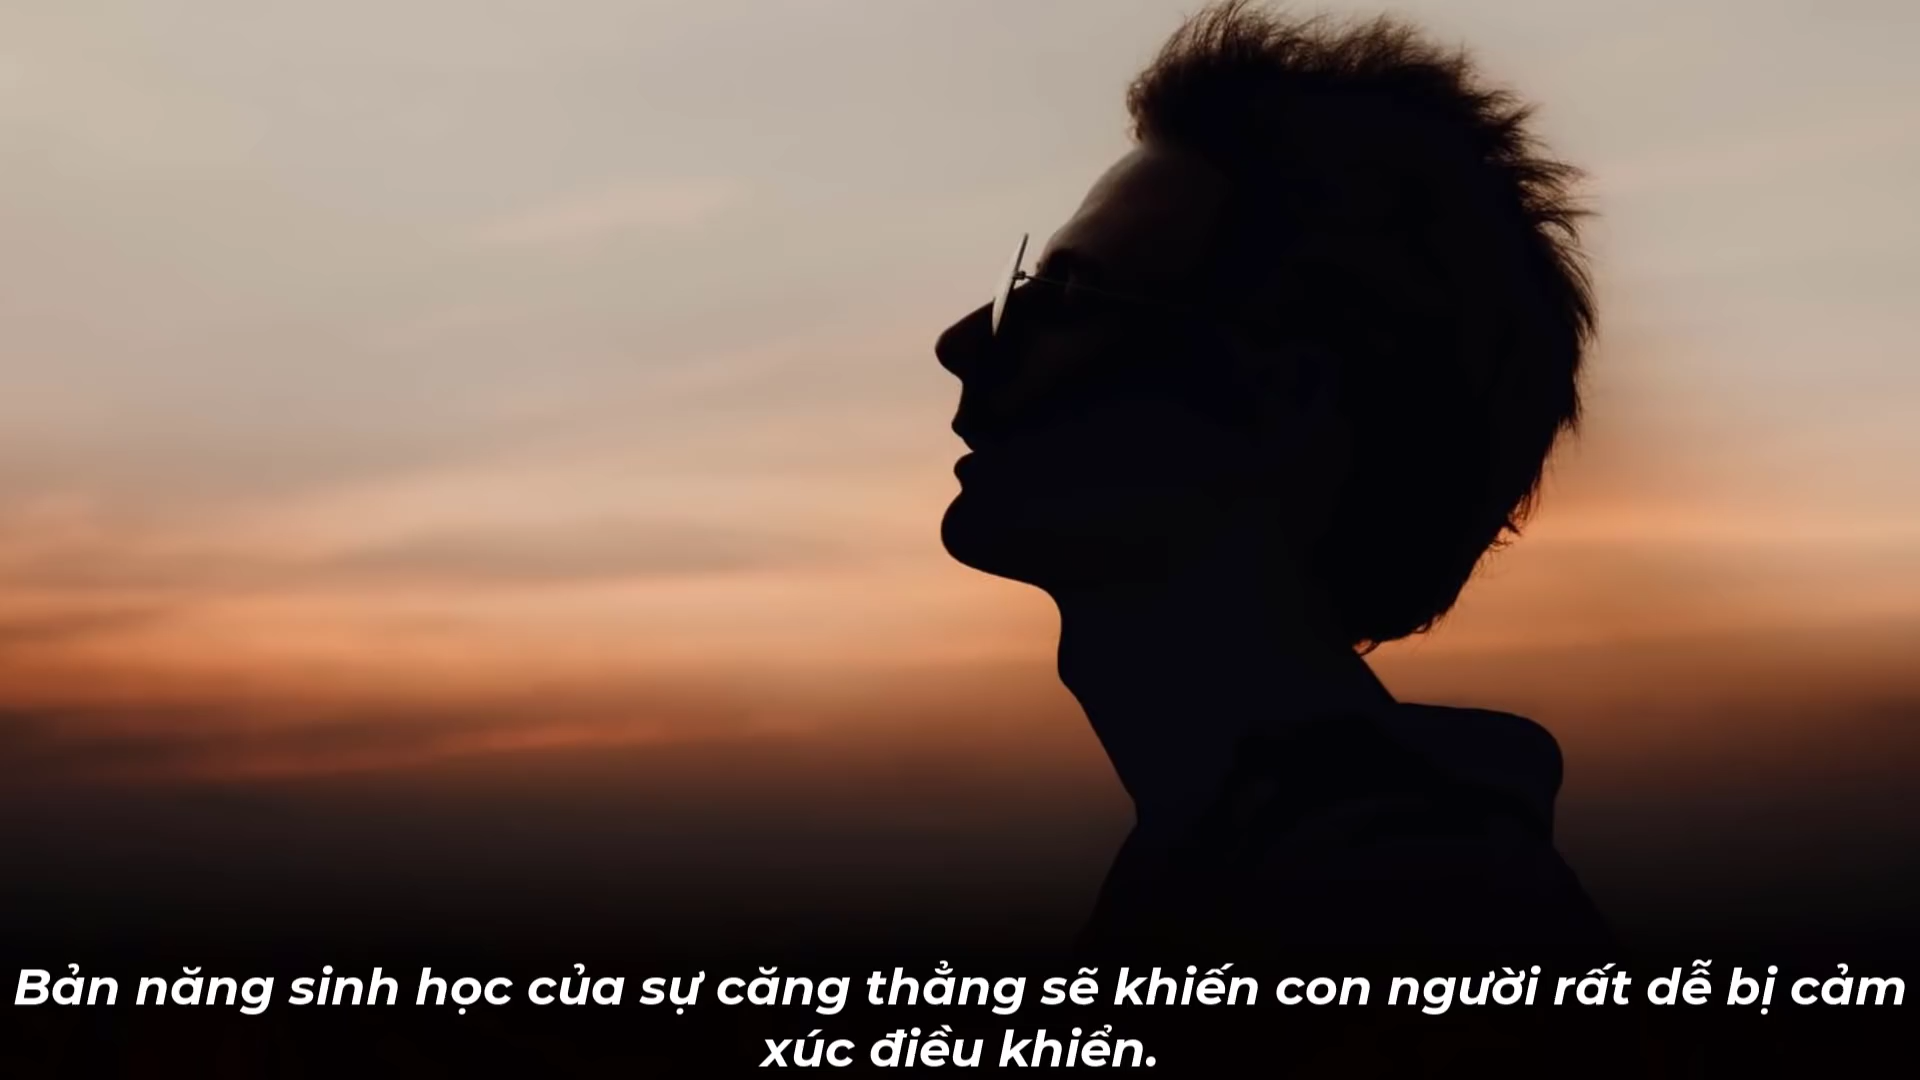 Bản năng sinh học của sự căng thẳng sẽ khiến con người rất dễ bị cảm
xúc điều khiển.